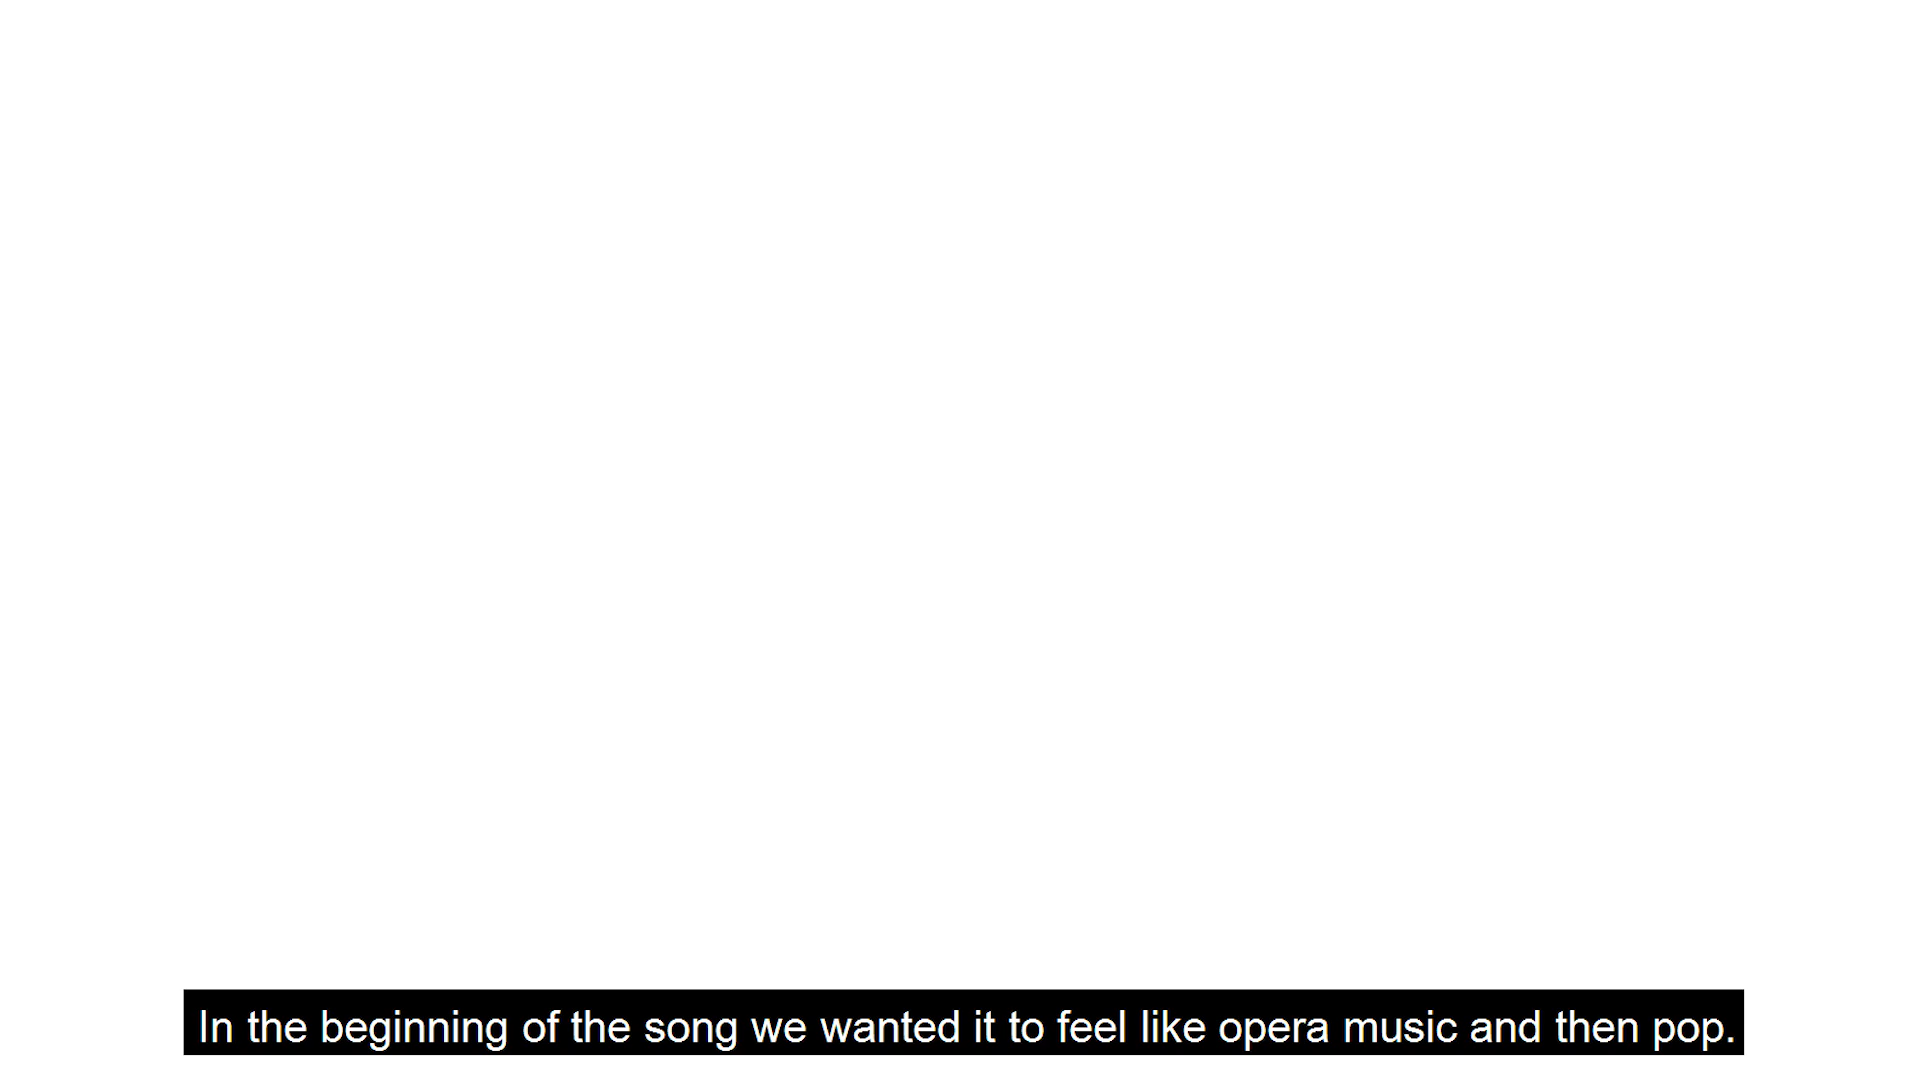 In the beginning of the song we wanted it to feel like opera music and then pop.